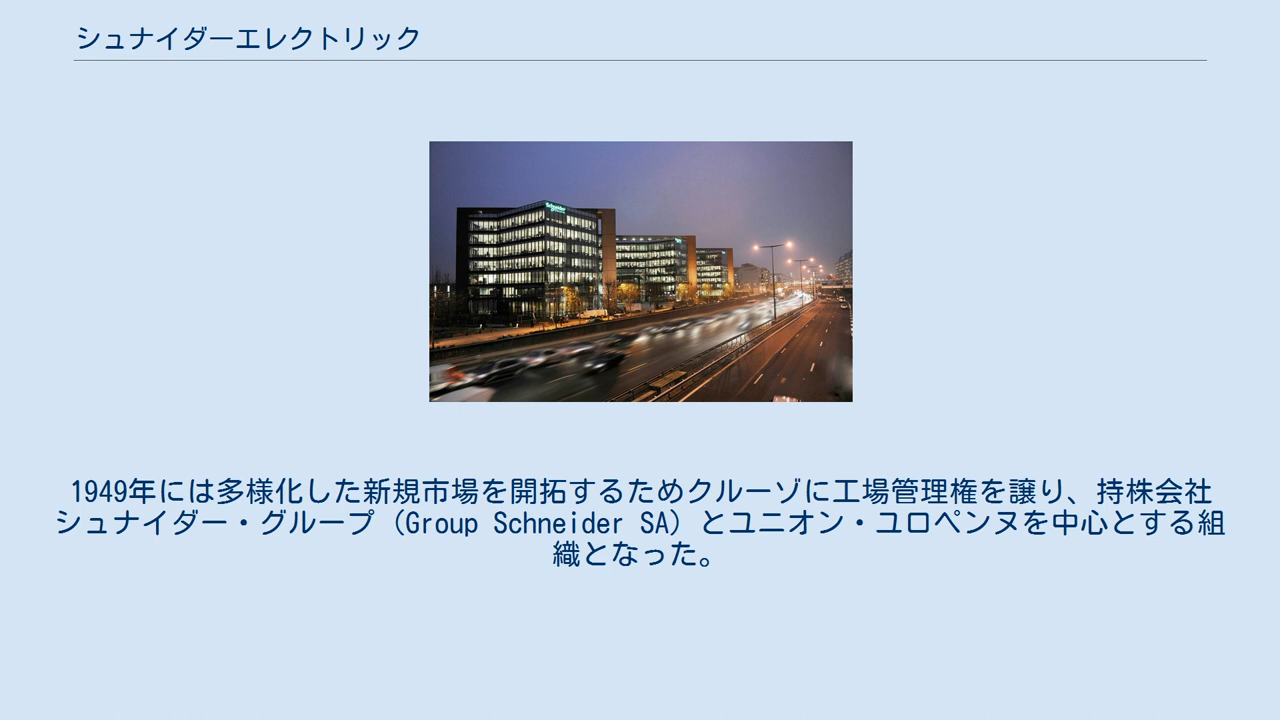 シュナイダーエレクトリック
Schneider
1949年には多様化した新規市場を開拓するためクルーゾに工場管理権を譲り、持株会社
シュナイダー・グループ（Group Schneider SA）とユニオン・ユロペンヌを中心とする組
織となった。